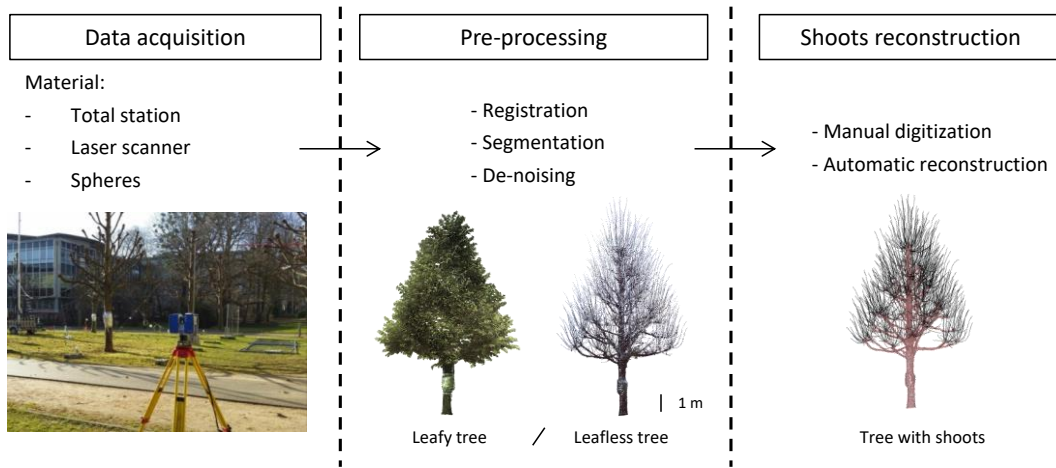 Data acquisition
Material:
- Total station
- Laser scanner
- Spheres
Pre-processing
- Registration
- Segmentation
- De-noising
1 m
Leafy tree / Leafless tree
Shoots reconstruction
- Manual digitization
- Automatic reconstruction
Tree with shoots